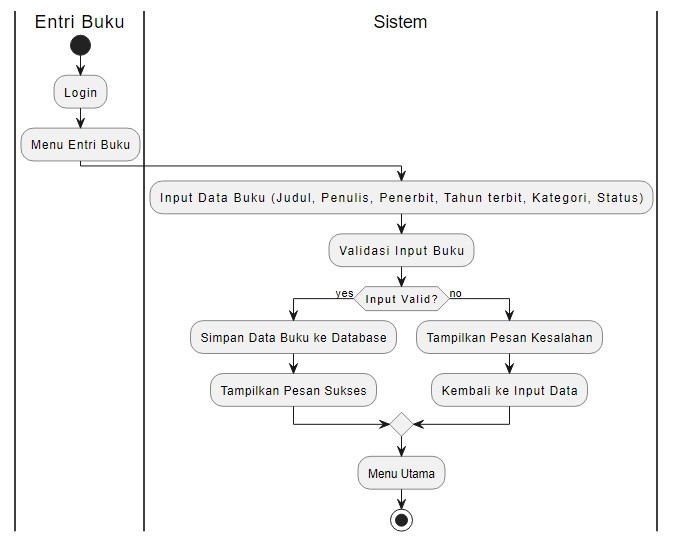 Entri Buku
Sistem
Login
Menu Entri Buku
Input Data Buku (Judul, Penulis, Penerbit, Tahun terbit, Kategori, Status)
Validasi Input Buku
yes
Input Valid?
no
Simpan Data Buku ke Database
Tampilkan Pesan Kesalahan
Tampilkan Pesan Sukses
Kembali ke Input Data
Menu Utama